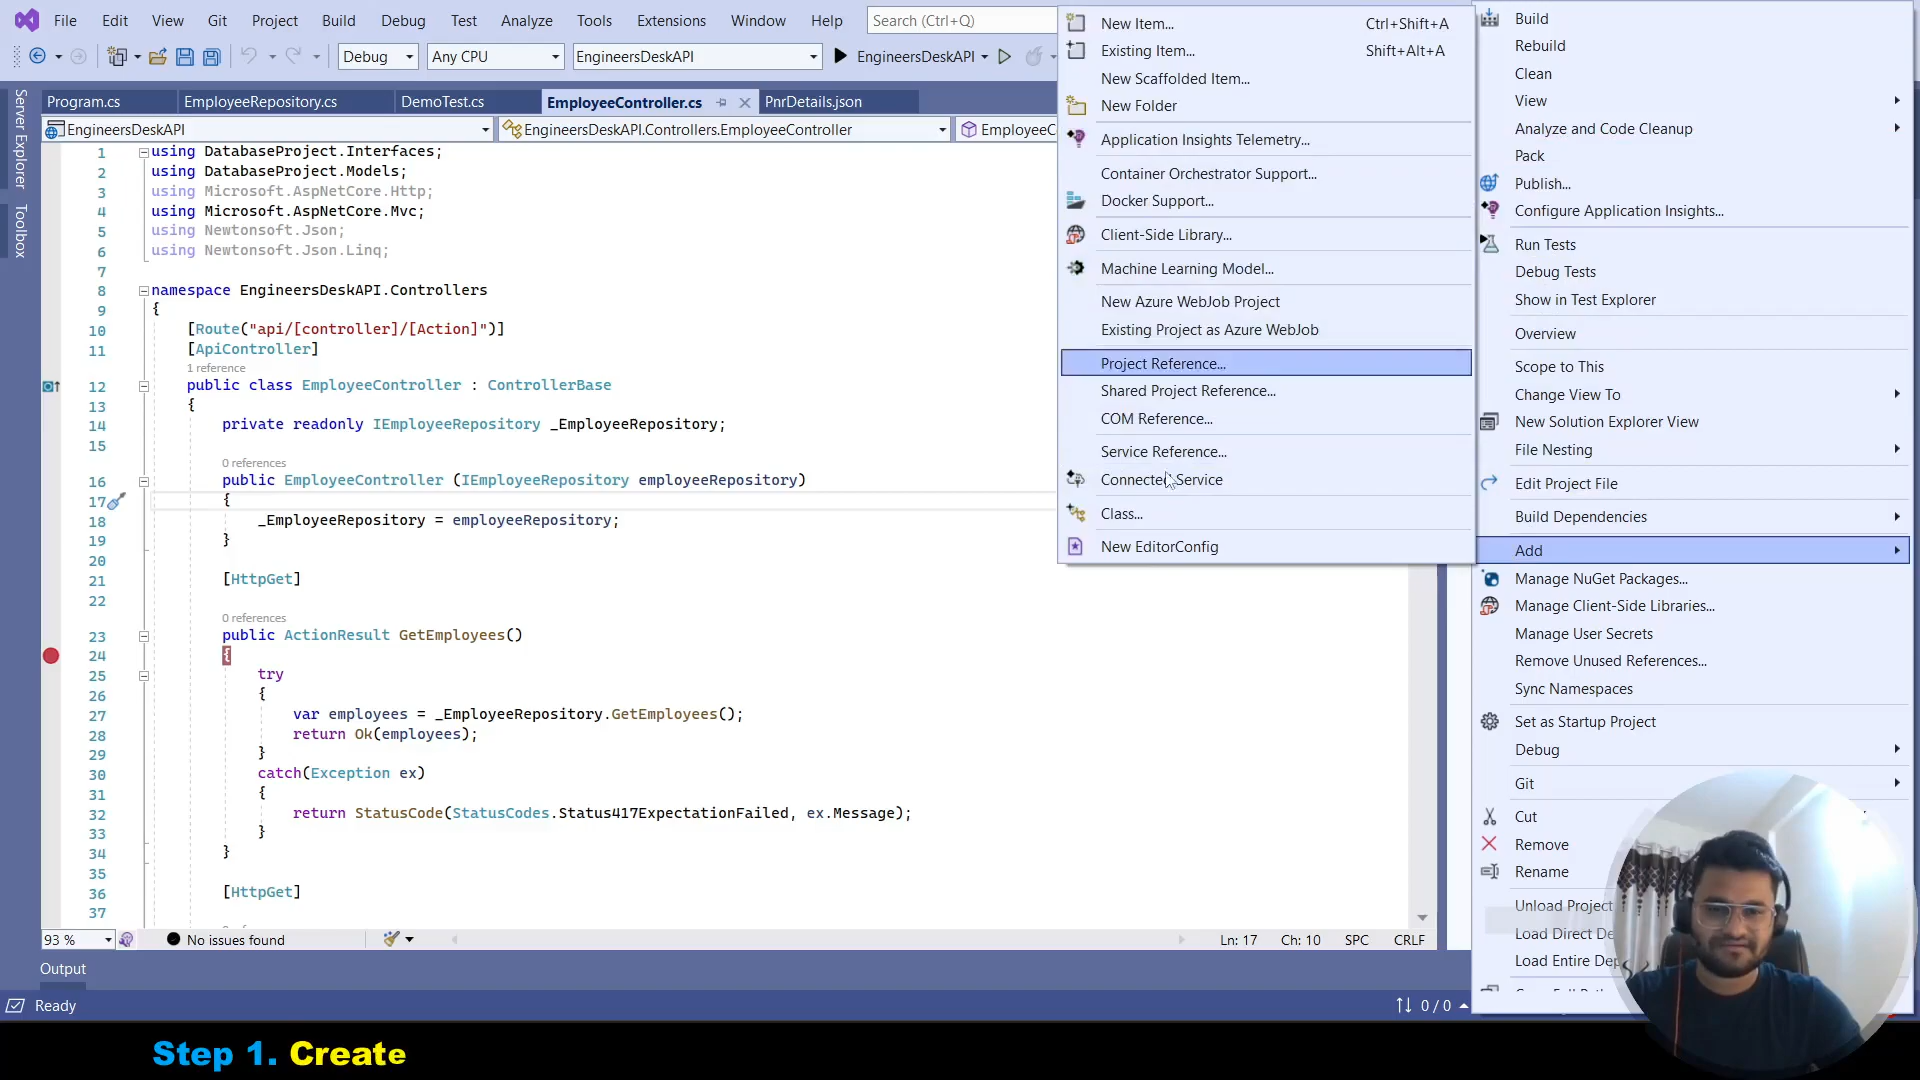 File Edit View Git Project Build Debug Test Analyze Tools Extensions Window Help Search (Ctrl+Q)
Debug Any CPU EngineersDeskAPI EngineersDeskAPI
Server Explorer
Toolbox
Program.cs EmployeeRepository.cs DemoTest.cs EmployeeController.cs PnrDetails.json
EngineersDeskAPI EngineersDeskAPI.Controllers.EmployeeController
1 using DatabaseProject.Interfaces;
2 using DatabaseProject.Models;
3 using Microsoft.AspNetCore.Http;
4 using Microsoft.AspNetCore.Mvc;
5 using Newtonsoft.Json;
6 using Newtonsoft.Json.Linq;
7
8 namespace EngineersDeskAPI.Controllers
9 {
10 [Route("api/[controller]/[Action]")]
11 [ApiController]
1 reference
12 public class EmployeeController : ControllerBase
13 {
14 private readonly IEmployeeRepository _EmployeeRepository;
15
0 references
16 public EmployeeController (IEmployeeRepository employeeRepository)
17 {
18 _EmployeeRepository = employeeRepository;
19 }
20
21 [HttpGet]
22
0 references
23 public ActionResult GetEmployees()
24 {
25 try
26 {
27 var employees = _EmployeeRepository.GetEmployees();
28 return Ok(employees);
29 }
30 catch(Exception ex)
31 {
32 return StatusCode(StatusCodes.Status417ExpectationFailed, ex.Message);
33 }
34 }
35
36 [HttpGet]
37
93 % No issues found Ln: 17 Ch: 10 SPC CRLF
Output
Ready 0 / 0
New Item... Ctrl+Shift+A
Existing Item... Shift+Alt+A
New Scaffolded Item...
New Folder
Application Insights Telemetry...
Container Orchestrator Support...
Docker Support...
Client-Side Library...
Machine Learning Model...
New Azure WebJob Project
Existing Project as Azure WebJob
Project Reference...
Shared Project Reference...
COM Reference...
Service Reference...
Connected Service
Class...
New EditorConfig
Build
Rebuild
Clean
View
Analyze and Code Cleanup
Pack
Publish...
Configure Application Insights...
Run Tests
Debug Tests
Show in Test Explorer
Overview
Scope to This
Change View To
New Solution Explorer View
File Nesting
Edit Project File
Build Dependencies
Add
Manage NuGet Packages...
Manage Client-Side Libraries...
Manage User Secrets
Remove Unused References...
Sync Namespaces
Set as Startup Project
Debug
Git
Cut
Remove
Rename
Unload Project
Load Direct De
Load Entire Dep
Step 1. Create